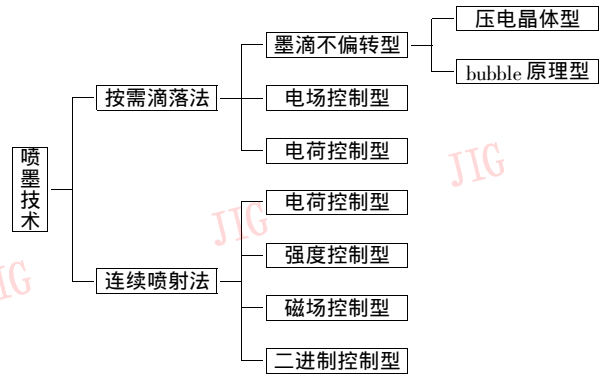 压电晶体型
墨滴不偏转型
bubble 原理型
按需滴落法
电场控制型
电荷控制型
喷墨技术
电荷控制型
强度控制型
连续喷射法
磁场控制型
二进制控制型
JIG
JIG
JIG